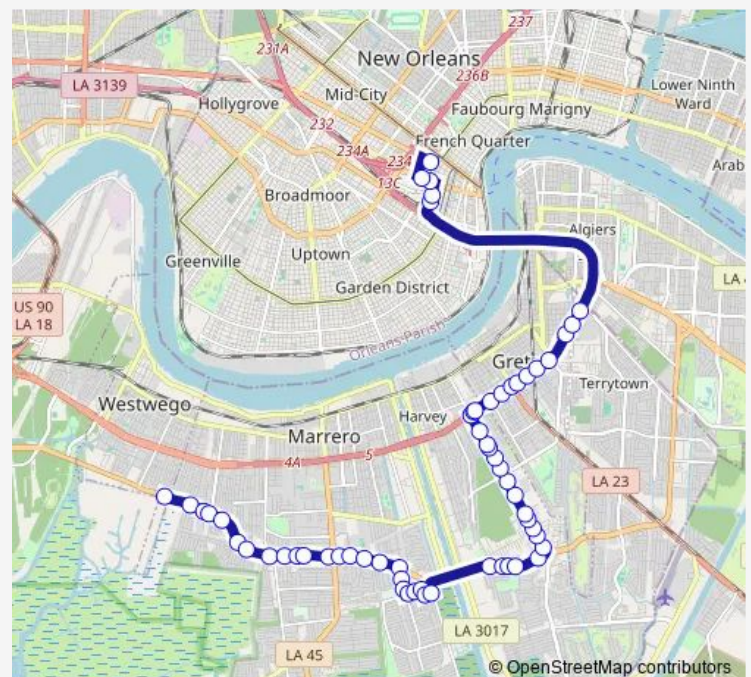 237
231A
New Orleans
236B
LA 3139
Mid-City
Lower Ninth
Ward
Hollygrove
Faubourg Marigny
232
French Quarter
234A
234
13C
Arab
Broadmoor
Algiers
Uptown
Greenville
LA
Garden District
US 90
LA 18
Orleans Parish
Gret
Terrytown
Westwego
Harvey
Marrero
4A
5
LA 23
LA 3017
LA 45
© OpenStreetMap contributors